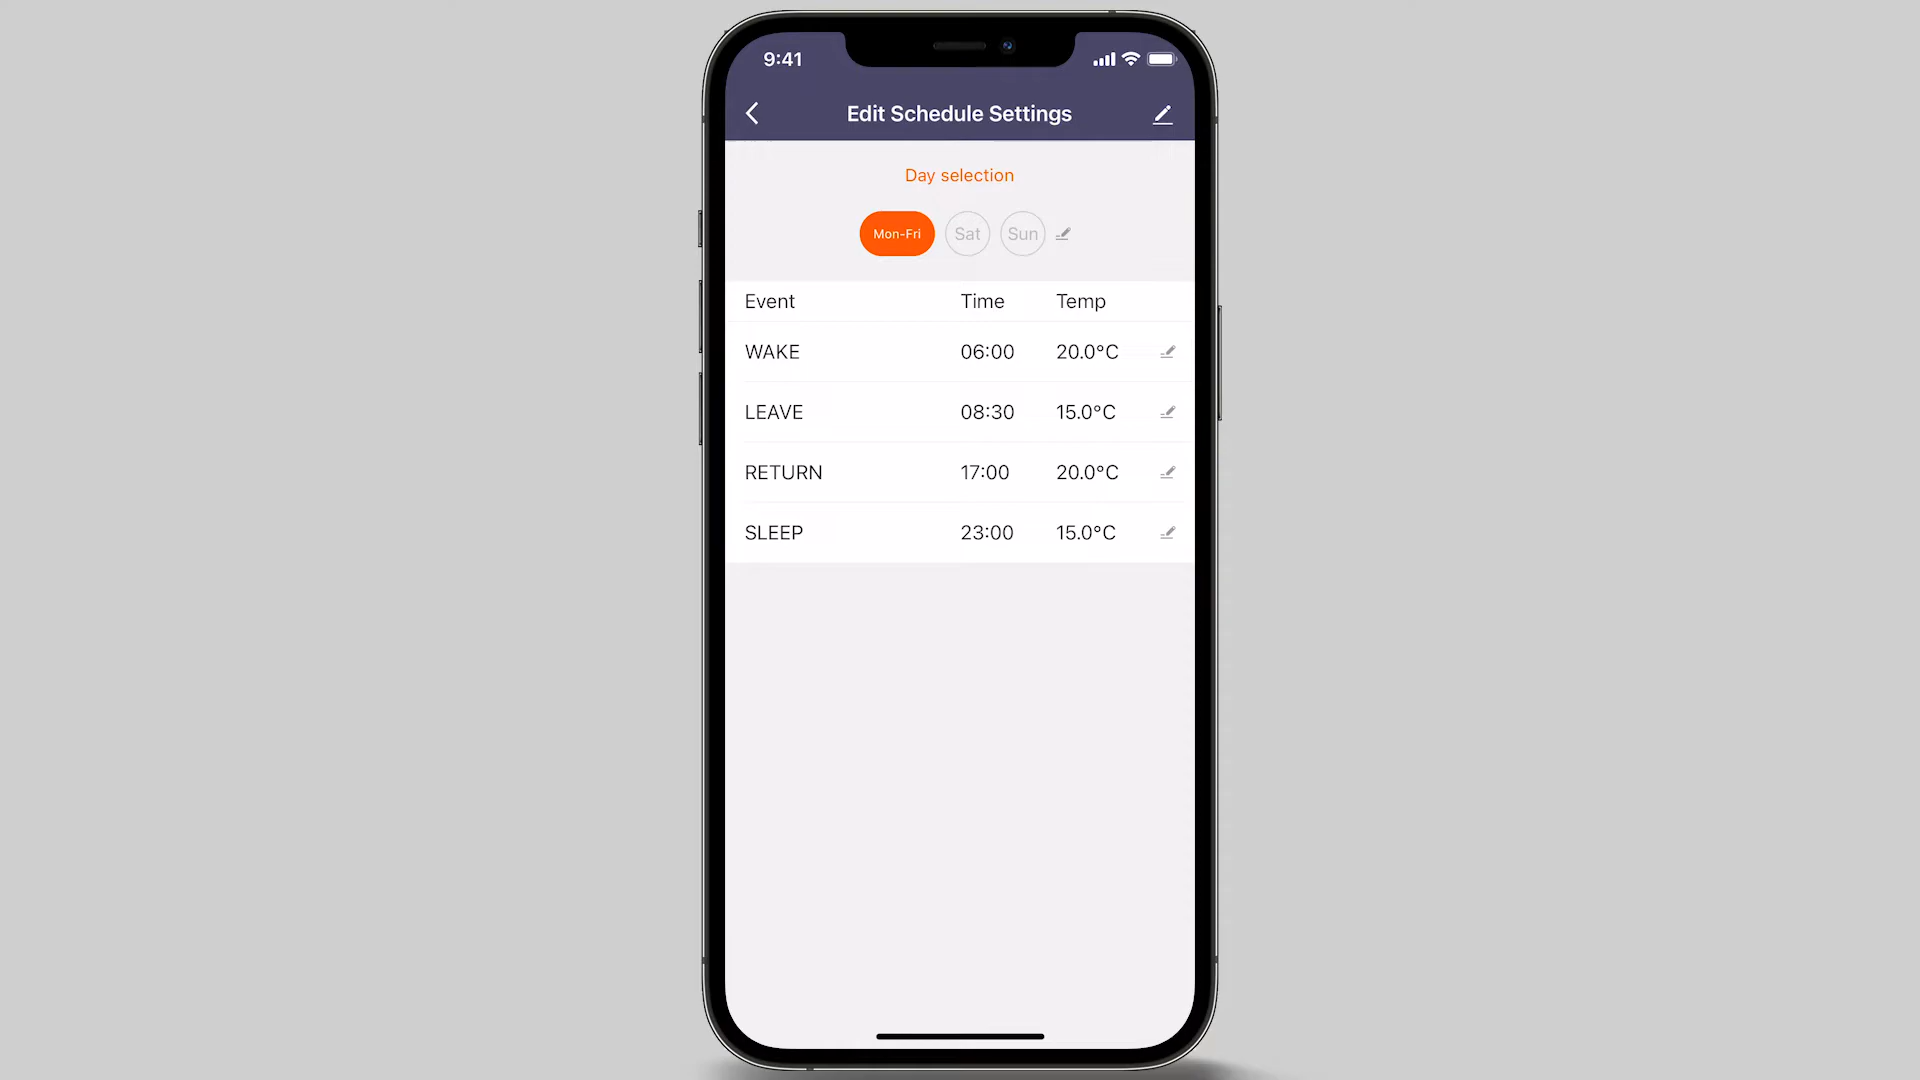 9:41
Edit Schedule Settings
Day selection
Mon-Fri Sat Sun
Event Time Temp
WAKE 06:00 20.0°C
LEAVE 08:30 15.0°C
RETURN 17:00 20.0°C
SLEEP 23:00 15.0°C